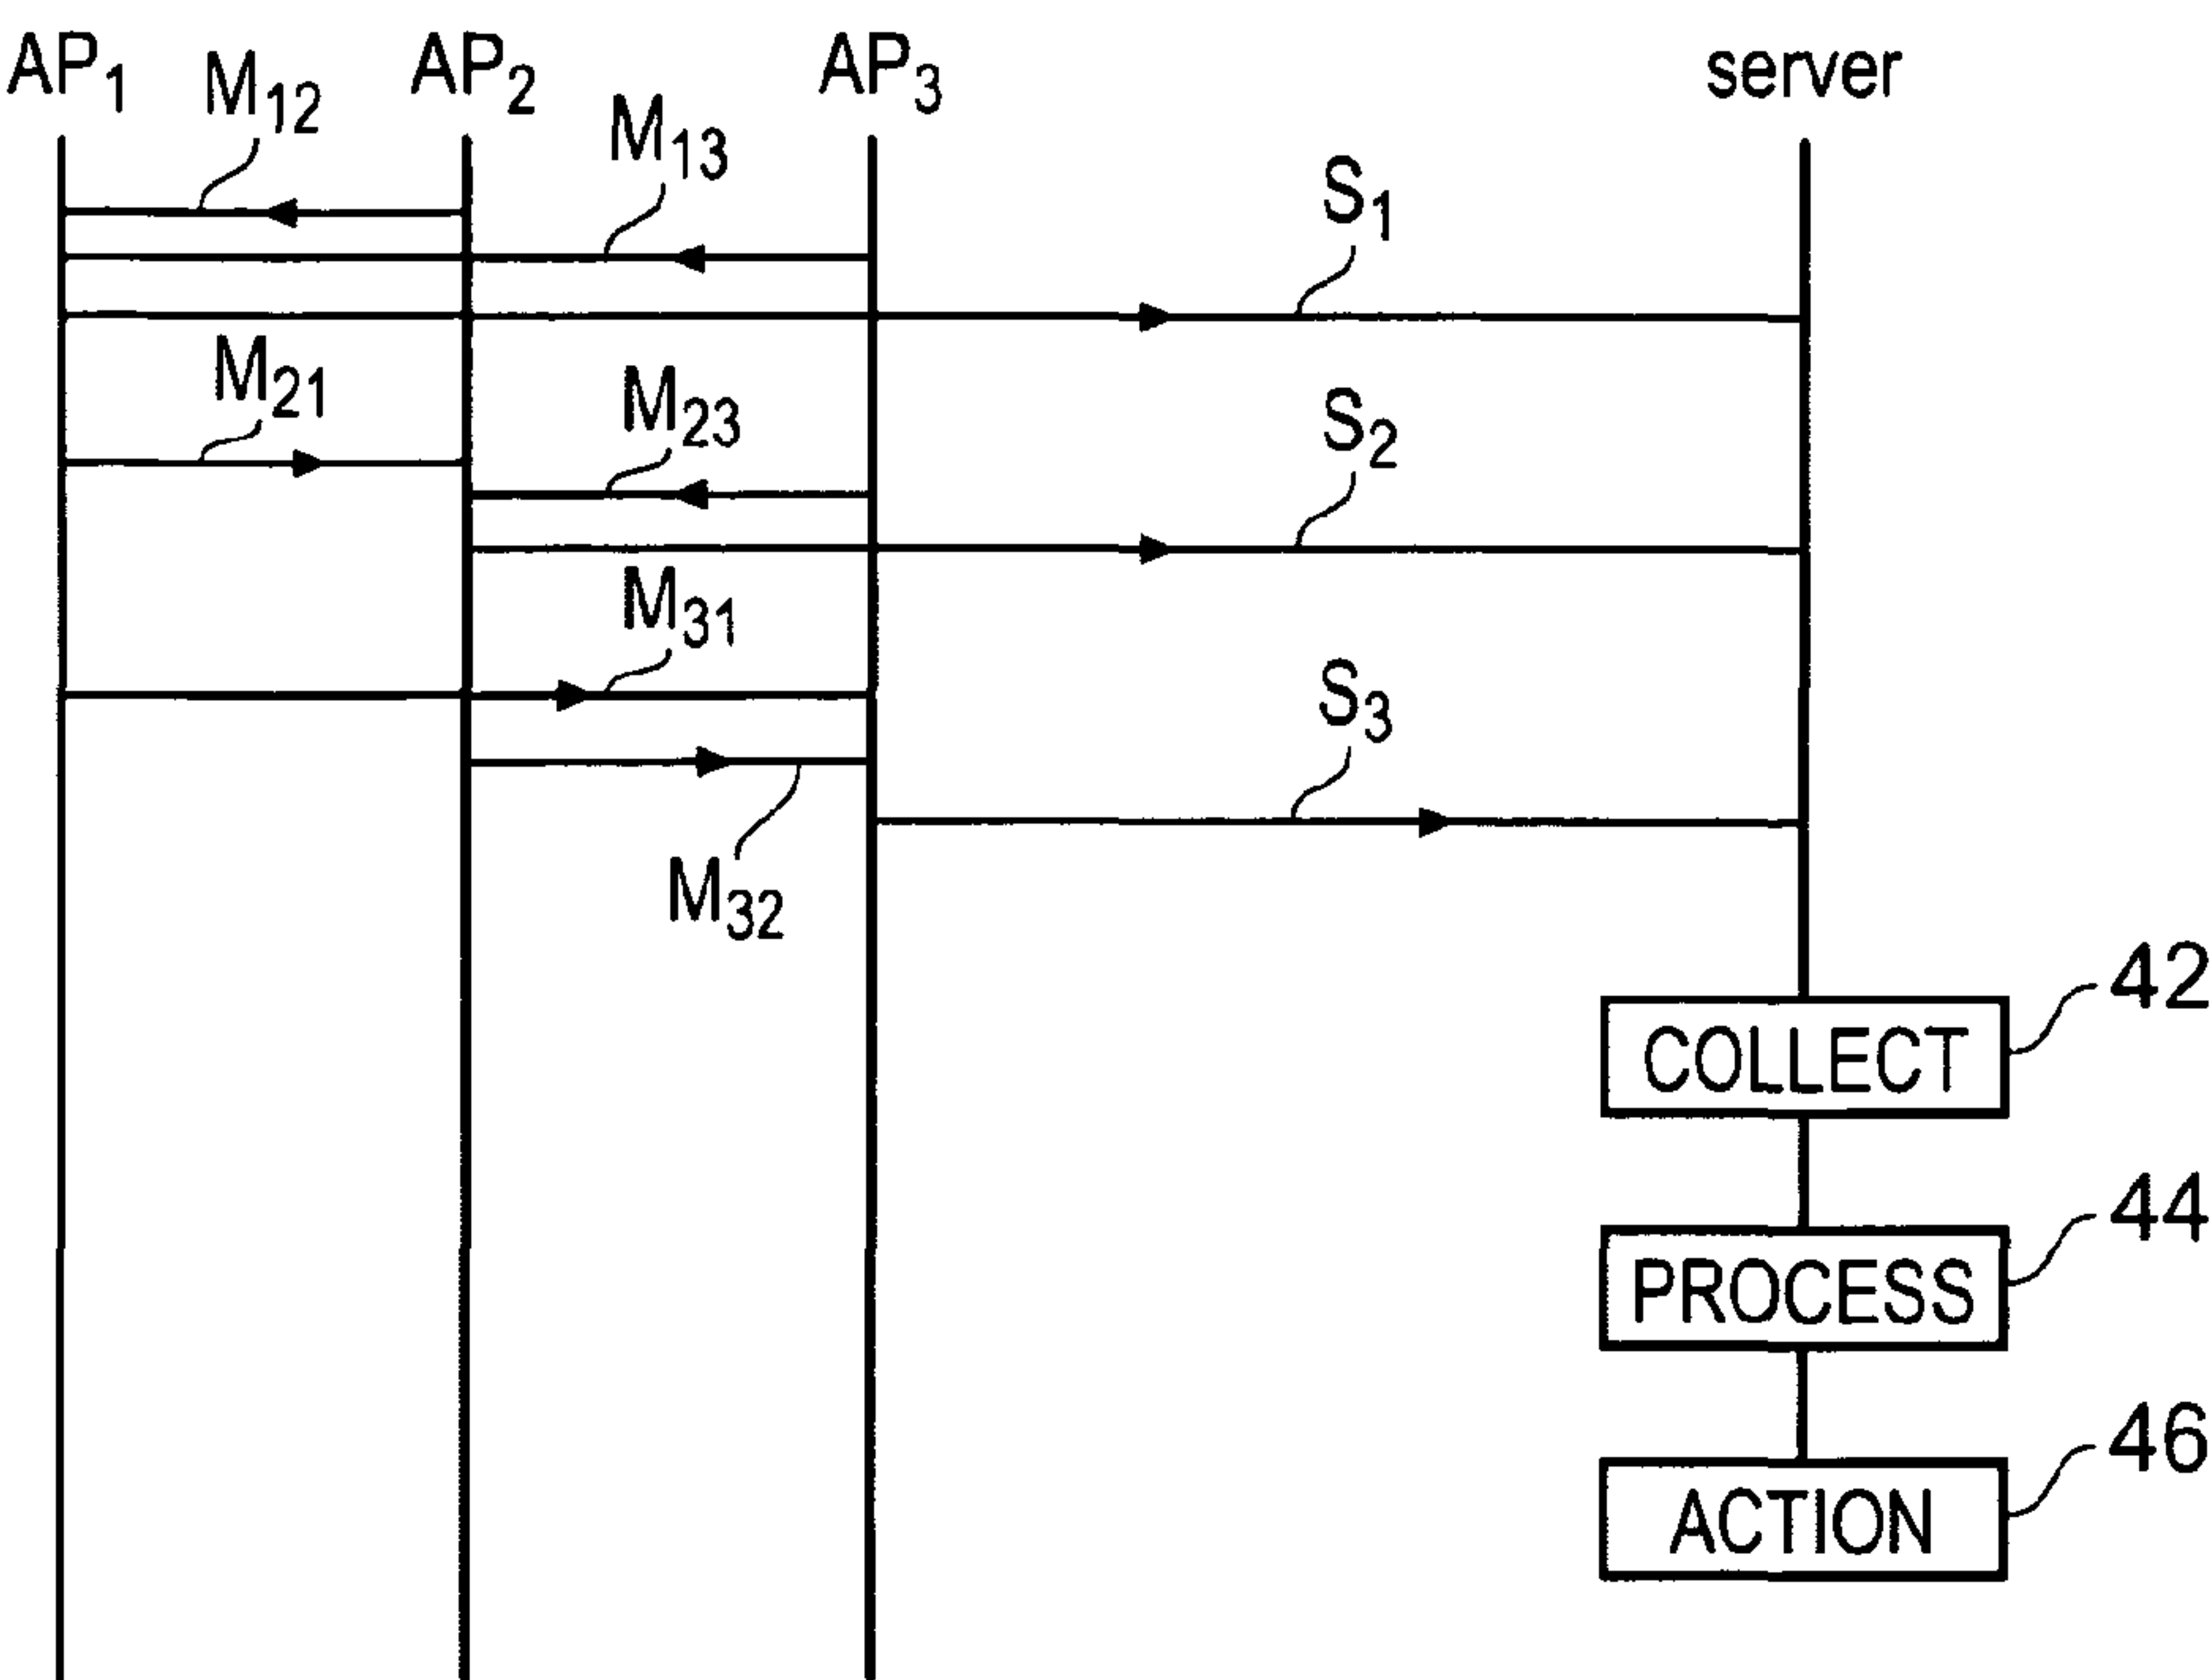 AP₁ AP₂ AP₃ server
M₁₂
M₁₃
S₁
M₂₁
M₂₃
S₂
M₃₁
S₃
M₃₂
COLLECT 42
PROCESS 44
ACTION 46